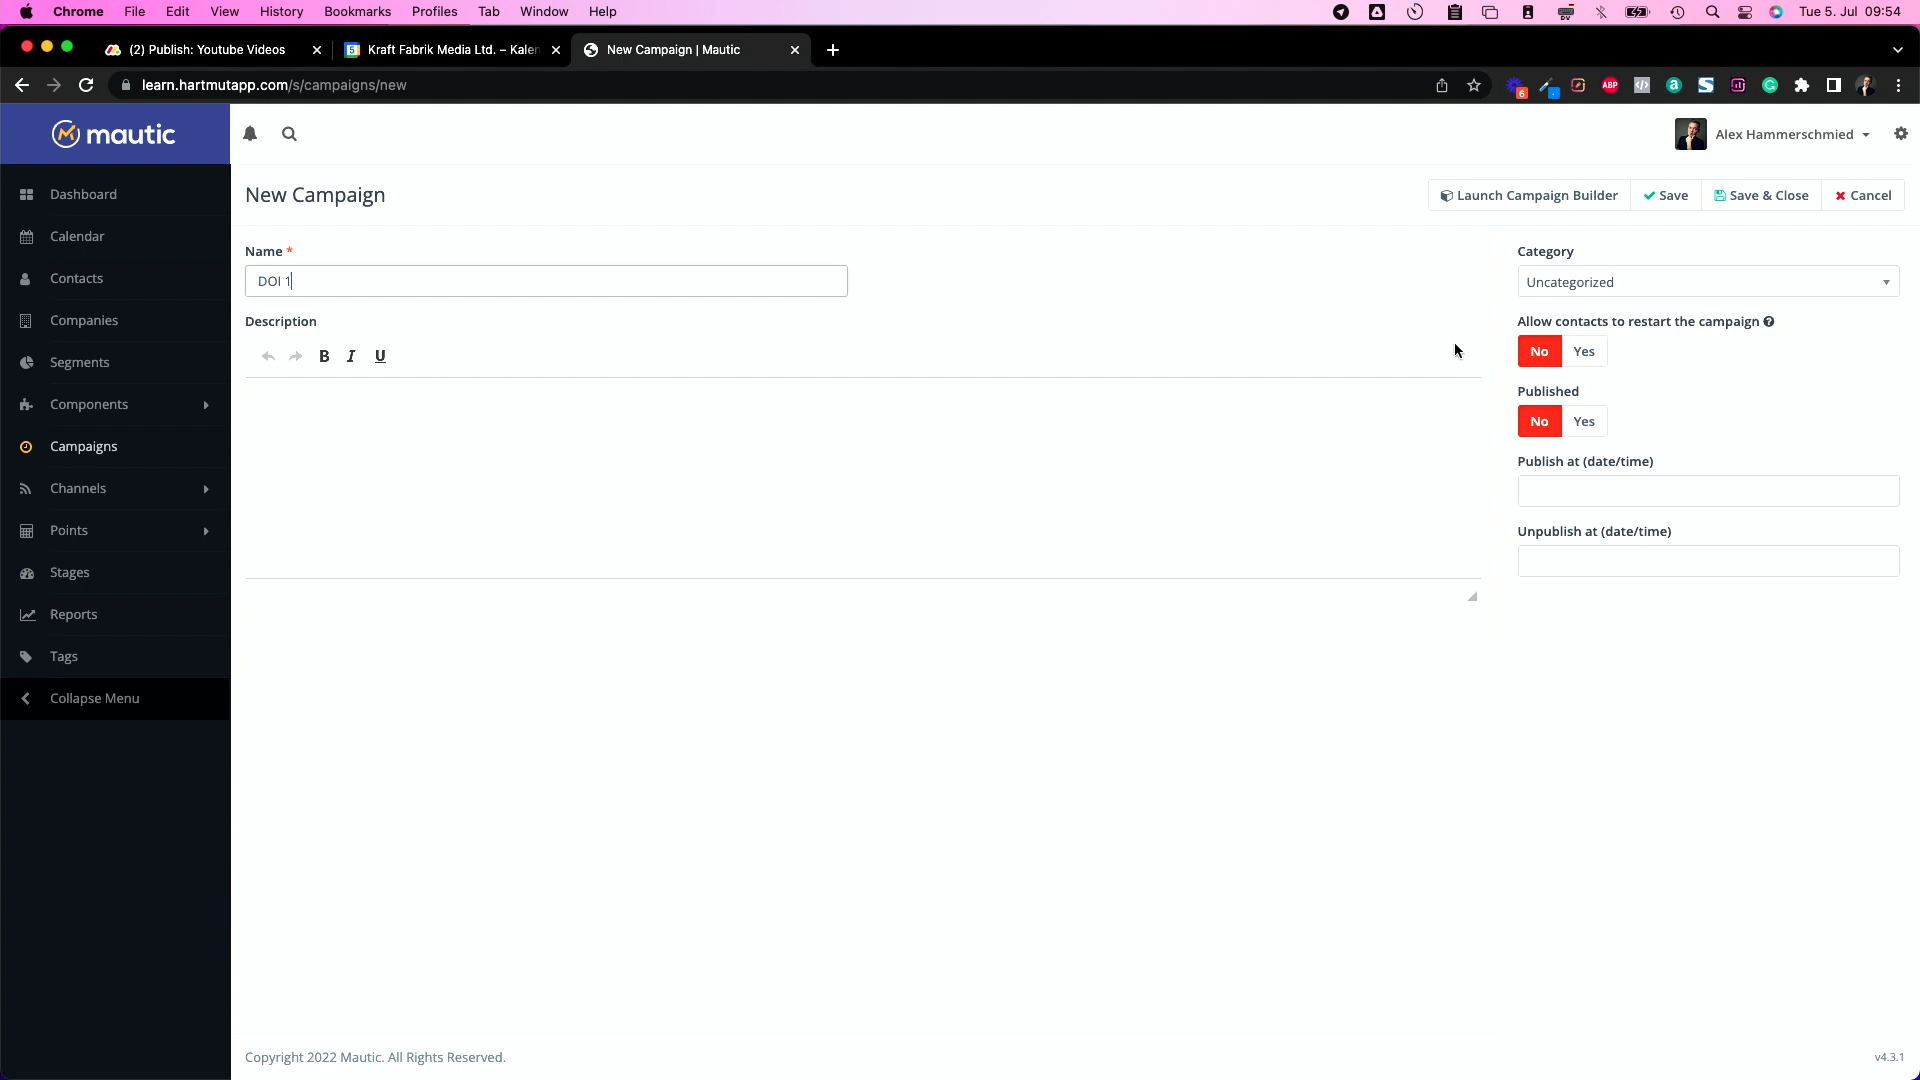 Chrome File Edit View History Bookmarks Profiles Tab Window Help Tue 5. Jul 09:54
(2) Publish: Youtube Videos Kraft Fabrik Media Ltd. – Kalen New Campaign | Mautic
learn.hartmutapp.com/s/campaigns/new
6
ABP
mautic
Alex Hammerschmied
Dashboard
Calendar
Contacts
Companies
Segments
Components
Campaigns
Channels
Points
Stages
Reports
Tags
Collapse Menu
New Campaign
Launch Campaign Builder Save Save & Close Cancel
Name *
DOI 1
Description
B I U
Category
Uncategorized
Allow contacts to restart the campaign
No Yes
Published
No Yes
Publish at (date/time)
Unpublish at (date/time)
Copyright 2022 Mautic. All Rights Reserved.
v4.3.1